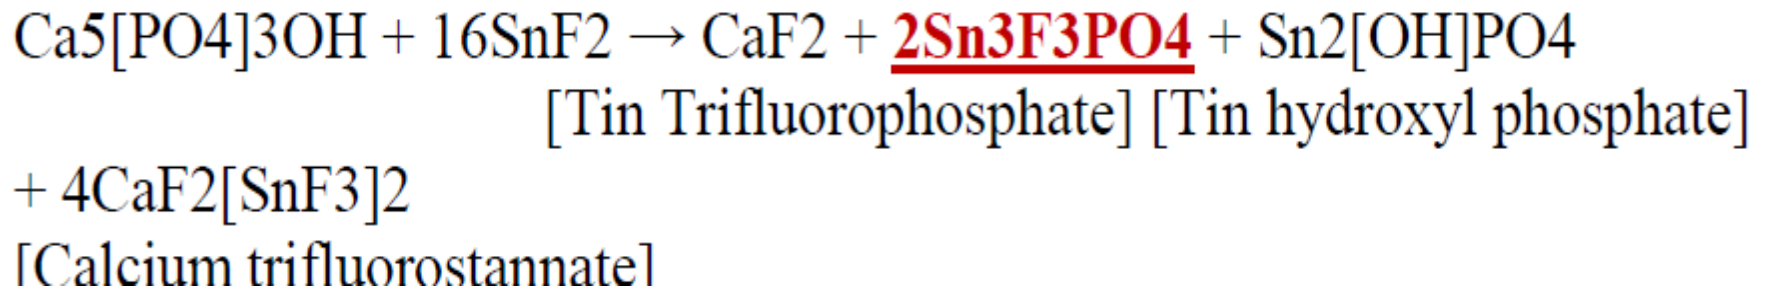 Ca5[PO4]3OH + 16SnF2 → CaF2 + 2Sn3F3PO4 + Sn2[OH]PO4
[Tin Trifluorophosphate] [Tin hydroxyl phosphate]
+ 4CaF2[SnF3]2
[Calcium trifluorostannate]